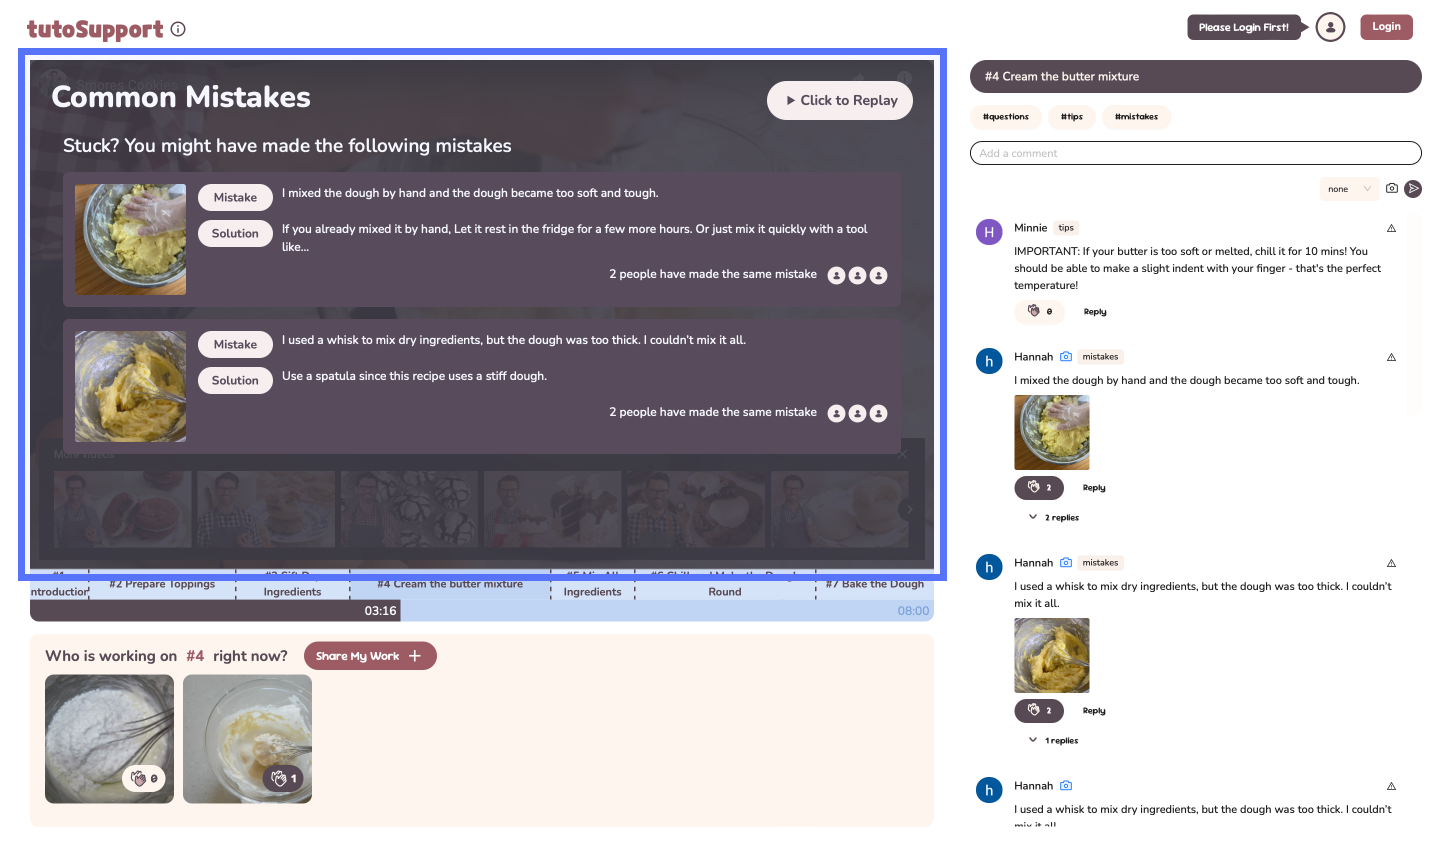 tutoSupport
Please Login First!
Login
Common Mistakes
Click to Replay
Stuck? You might have made the following mistakes
Mistake
I mixed the dough by hand and the dough became too soft and tough.
Solution
If you already mixed it by hand, Let it rest in the fridge for a few more hours. Or just mix it quickly with a tool
like...
2 people have made the same mistake
Mistake
I used a whisk to mix dry ingredients, but the dough was too thick. I couldn't mix it all.
Solution
Use a spatula since this recipe uses a stiff dough.
2 people have made the same mistake
More videos
#2 Prepare Toppings
Ingredients
#4 Cream the butter mixture
Ingredients
Round
#7 Bake the Dough
03:16
08:00
Who is working on #4 right now?
Share My Work
0
1
#4 Cream the butter mixture
#questions
#tips
#mistakes
Add a comment
none
H
Minnie
tips
IMPORTANT: If your butter is too soft or melted, chill it for 10 mins! You
should be able to make a slight indent with your finger - that's the perfect
temperature!
0
Reply
h
Hannah
mistakes
I mixed the dough by hand and the dough became too soft and tough.
2
Reply
2 replies
h
Hannah
mistakes
I used a whisk to mix dry ingredients, but the dough was too thick. I couldn't
mix it all.
2
Reply
1 replies
h
Hannah
I used a whisk to mix dry ingredients, but the dough was too thick. I couldn't
mix it all.